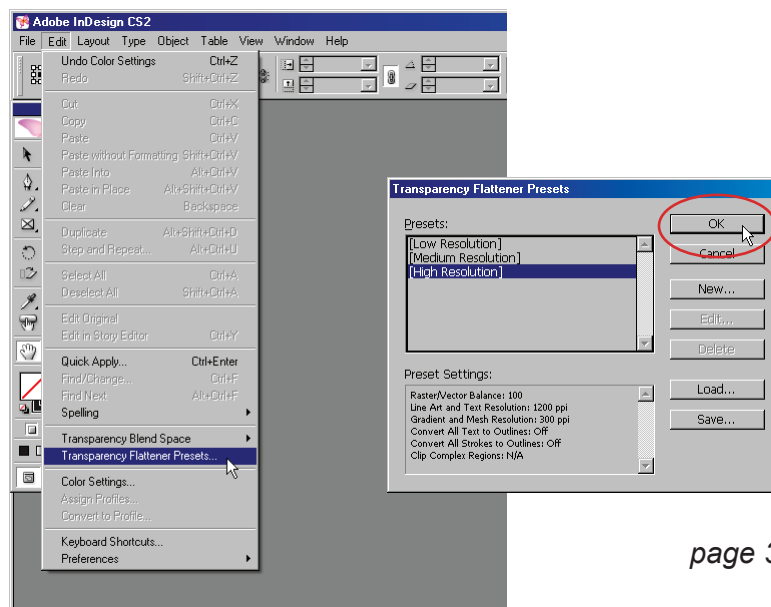 Adobe InDesign CS2
File Edit Layout Type Object Table View Window Help
Undo Color Settings Ctrl+Z
Redo Shift+Ctrl+Z
Cut Ctrl+X
Copy Ctrl+C
Paste Ctrl+V
Paste without Formatting Shift+Ctrl+V
Paste Into Alt+Ctrl+V
Paste in Place Alt+Shift+Ctrl+V
Clear Backspace
Duplicate Alt+Shift+Ctrl+D
Step and Repeat... Alt+Ctrl+U
Select All Ctrl+A
Deselect All Shift+Ctrl+A
Edit Original
Edit in Story Editor Ctrl+Y
Quick Apply... Ctrl+Enter
Find/Change... Ctrl+F
Find Next Alt+Ctrl+F
Spelling
Transparency Blend Space
Transparency Flattener Presets...
Color Settings...
Assign Profiles...
Convert to Profile...
Keyboard Shortcuts...
Preferences
Transparency Flattener Presets
Presets:
[Low Resolution]
[Medium Resolution]
[High Resolution]
OK
Cancel
New...
Edit...
Delete
Load...
Save...
Preset Settings:
Raster/Vector Balance: 100
Line Art and Text Resolution: 1200 ppi
Gradient and Mesh Resolution: 300 ppi
Convert All Text to Outlines: Off
Convert All Strokes to Outlines: Off
Clip Complex Regions: N/A
page 3